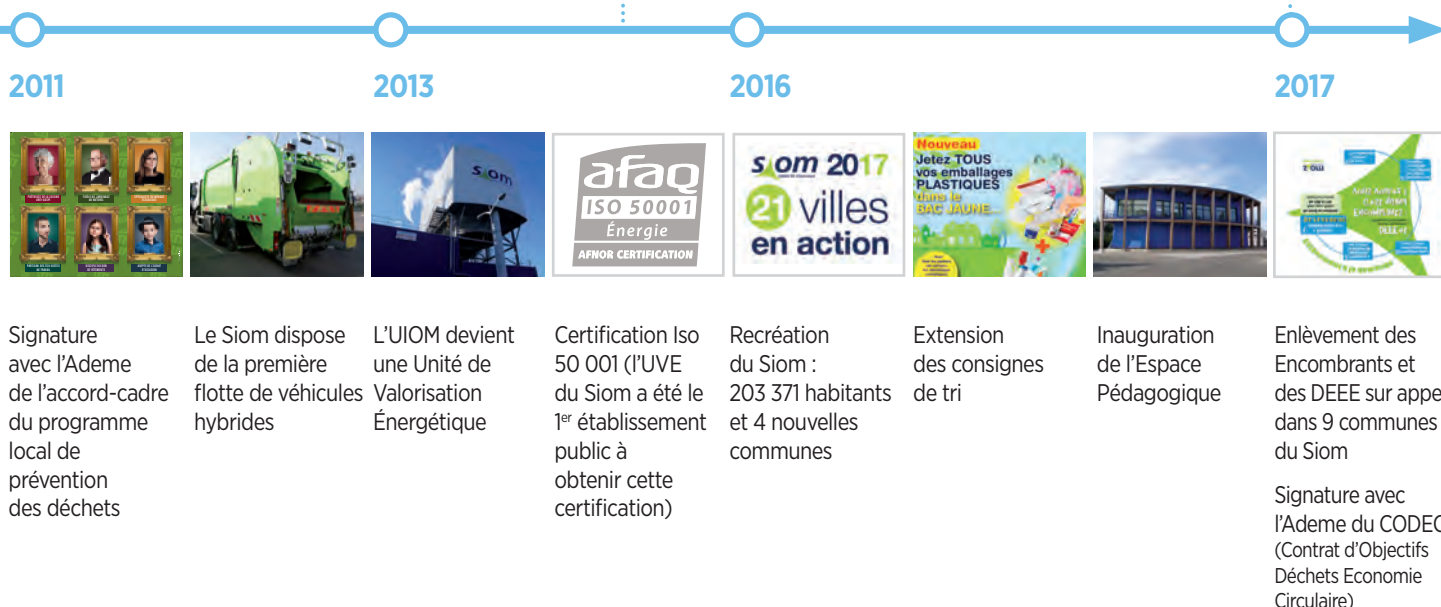 2011
2013
2016
2017
siom
afaq
ISO 50001
Énergie
AFNOR CERTIFICATION
siom 2017
21 villes
en action
Nouveau
Jetez TOUS
vos emballages
PLASTIQUES
dans le
BAC JAUNE...
Signature
avec l’Ademe
de l’accord-cadre
du programme
local de
prévention
des déchets
Le Siom dispose
de la première
flotte de véhicules
hybrides
L’UIOM devient
une Unité de
Valorisation
Énergétique
Certification Iso
50 001 (l’UVE
du Siom a été le
1er établissement
public à
obtenir cette
certification)
Recréation
du Siom :
203 371 habitants
et 4 nouvelles
communes
Extension
des consignes
de tri
Inauguration
de l’Espace
Pédagogique
Enlèvement des
Encombrants et
des DEEE sur appe
dans 9 communes
du Siom
Signature avec
l’Ademe du CODEC
(Contrat d’Objectifs
Déchets Economie
Circulaire)